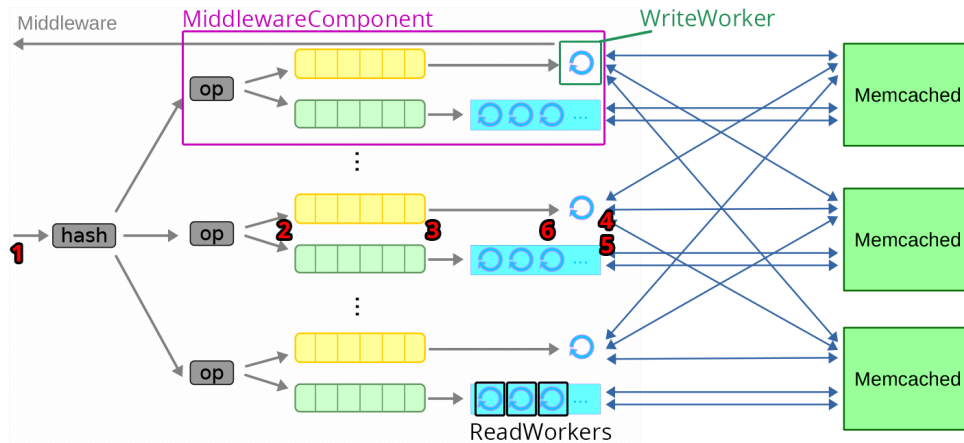 Middleware
MiddlewareComponent
WriteWorker
op
...
Memcached
⋮
1
hash
op
2
3
6
4
5
...
Memcached
⋮
op
...
Memcached
ReadWorkers